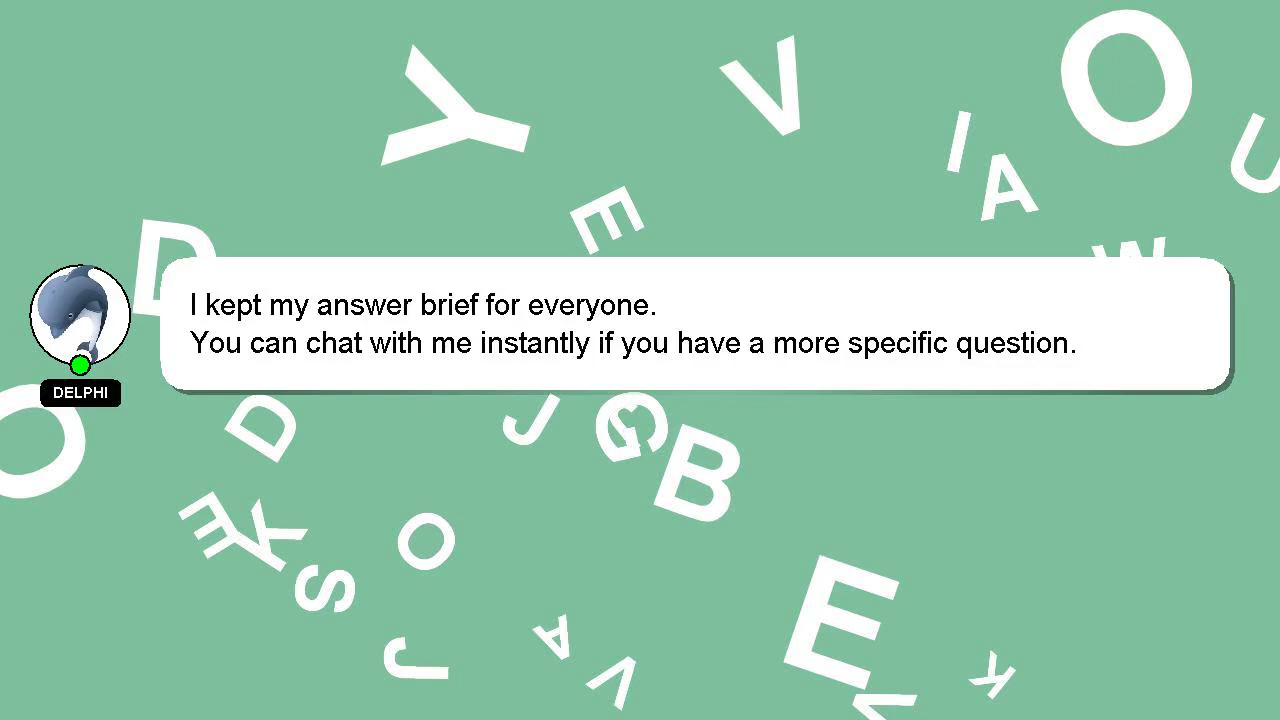 Y
V
O
I
A
U
E
D
W
I kept my answer brief for everyone.
You can chat with me instantly if you have a more specific question.
DELPHI
O
D
J
G
B
E
K
O
S
E
J
A
V
K
V